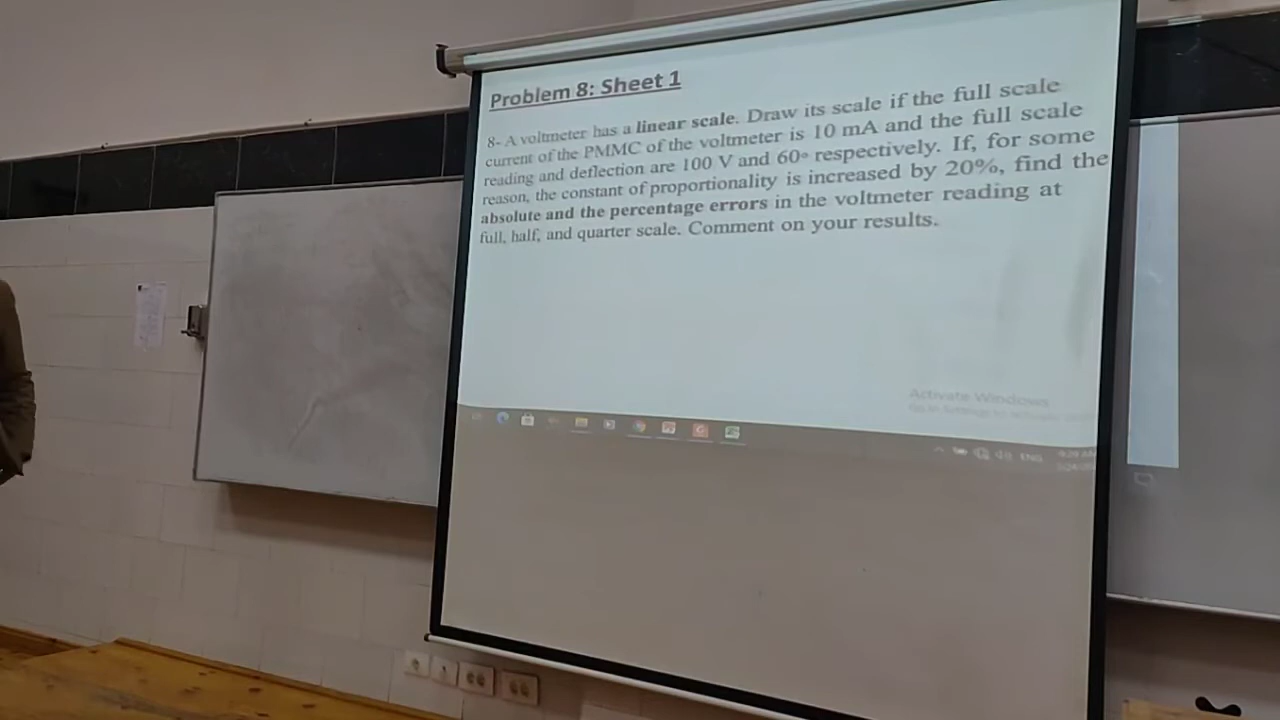 Problem 8: Sheet 1
8- A voltmeter has a linear scale. Draw its scale if the full scale
current of the PMMC of the voltmeter is 10 mA and the full scale
reading and deflection are 100 V and 60° respectively. If, for some
reason, the constant of proportionality is increased by 20%, find the
absolute and the percentage errors in the voltmeter reading at
full, half, and quarter scale. Comment on your results.
Activate Windows
ENG